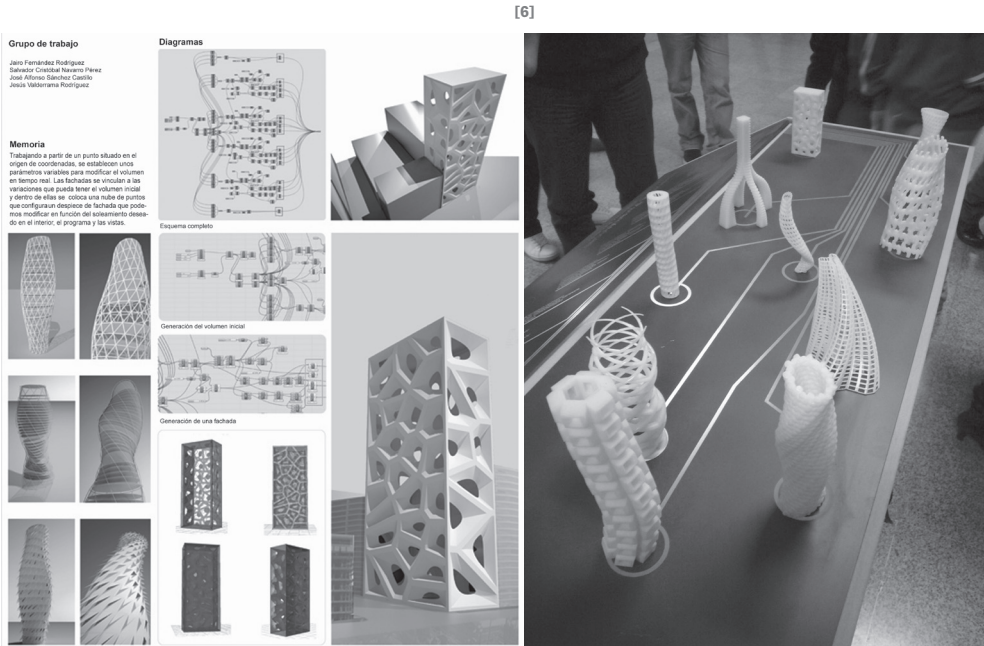 [6]
Grupo de trabajo
Jairo Fernández Rodríguez
Salvador Cristóbal Navarro Pérez
José Alfonso Sánchez Castillo
Jesús Valderrama Rodríguez
Memoria
Trabajando a partir de un punto situado en el
origen de coordenadas, se establecen unos
parámetros variables para modificar el volumen
en tiempo real. Las fachadas se vinculan a las
variaciones que pueda tener el volumen inicial
y dentro de ellas se coloca una nube de puntos
que configuraun despiece de fachada que pode-
mos modificar en función del soleamiento desea-
do en el interior, el programa y las vistas.
Diagramas
Esquema completo
Generación del volumen inicial
Generación de una fachada